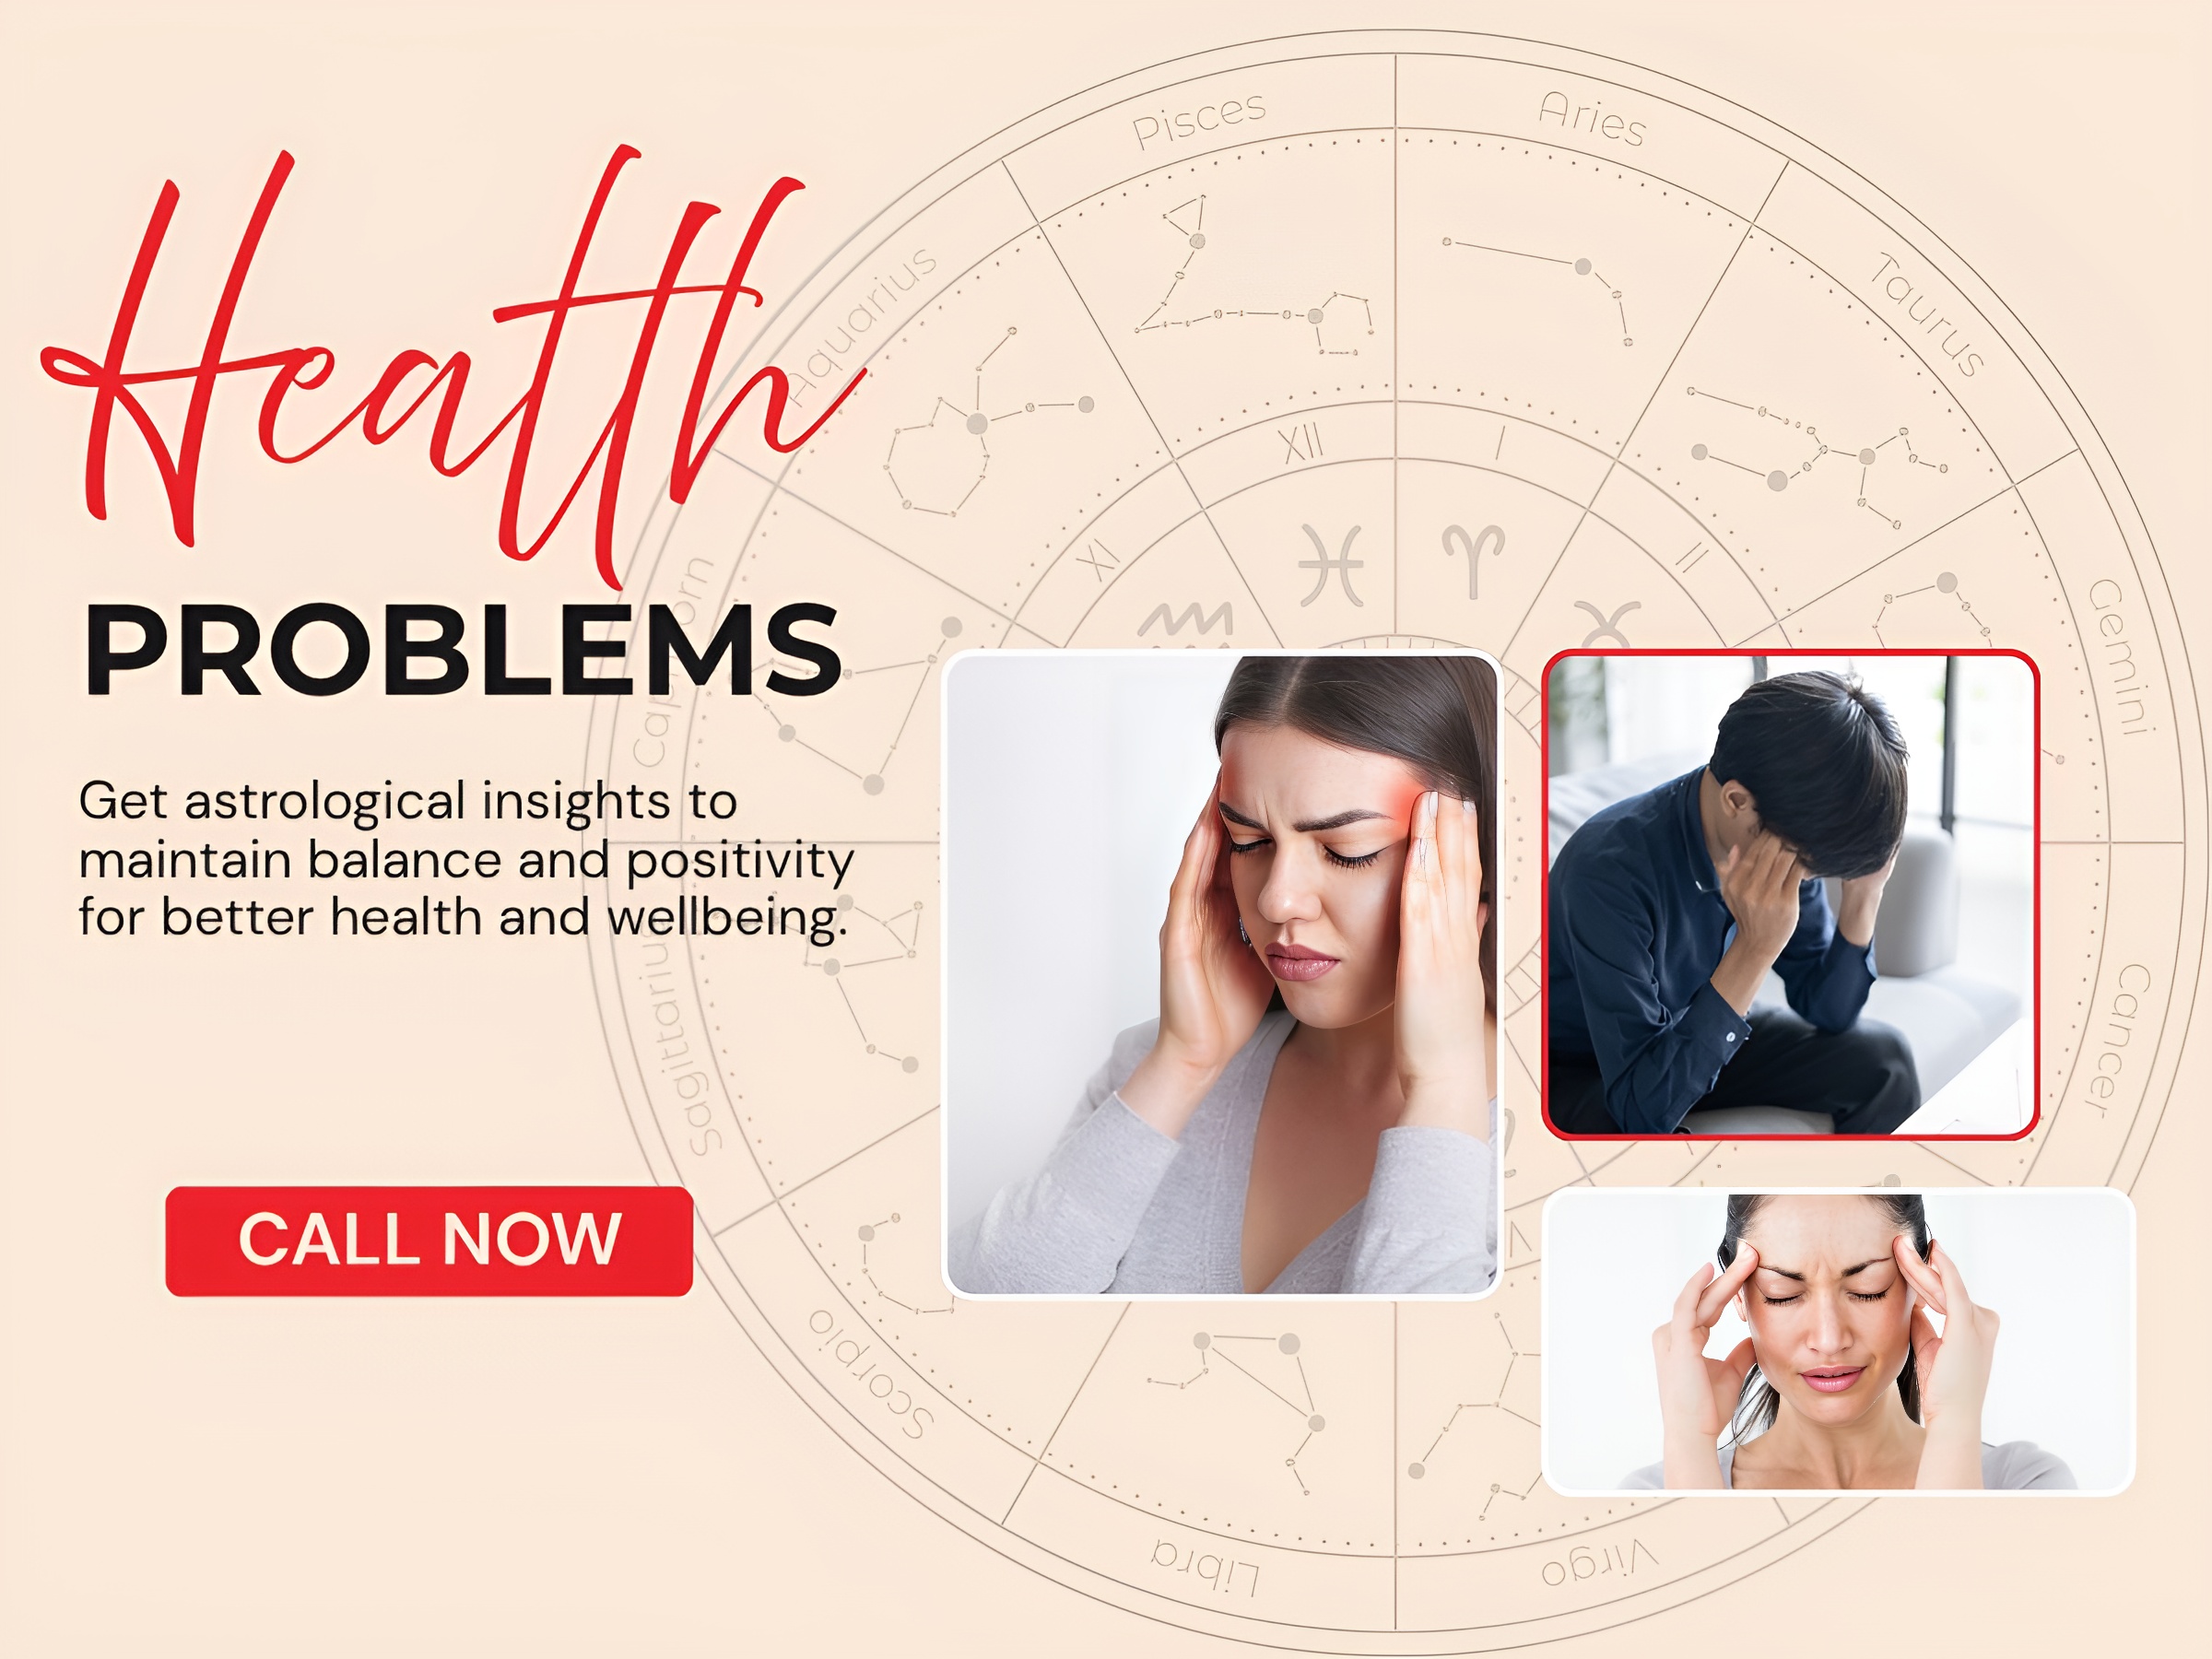 Health
PROBLEMS
Get astrological insights to
maintain balance and positivity
for better health and wellbeing.
CALL NOW
Pisces
Aries
Aquarius
Taurus
XII
I
XI
II
Capricorn
Gemini
Sagittarius
Cancer
Scorpio
Libra
Virgo